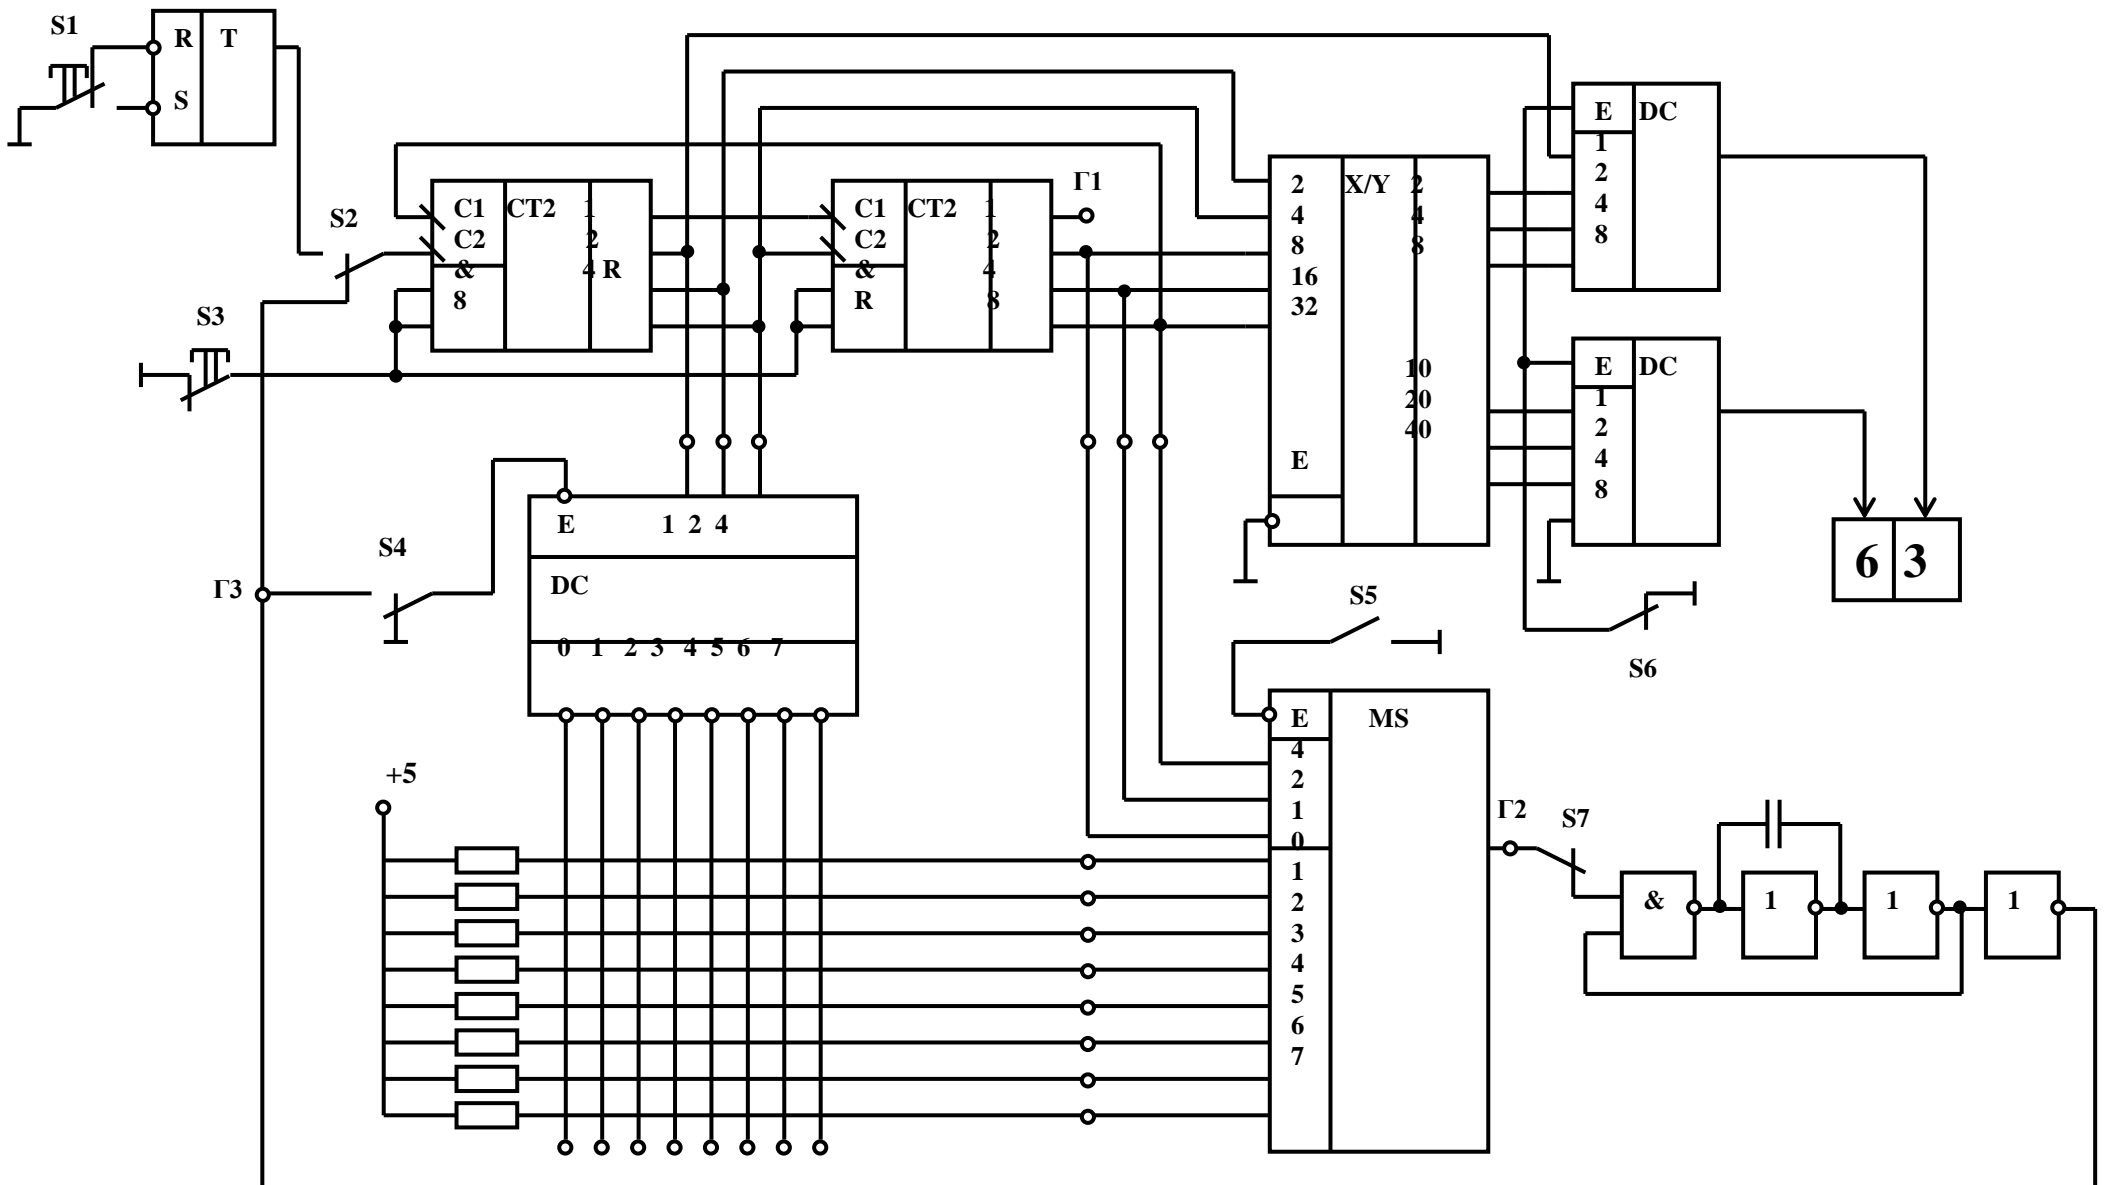 S1
R T
S
S2
S3
C1 CT2 1
C2 2
& 4 R
8
C1 CT2 1
C2 2
& 4
R 8
Г1
2 X/Y 2
4 4
8 8
16
32
10
20
40
E
E DC
1
2
4
8
E DC
1
2
4
8
6 3
S4
Г3
E 1 2 4
DC
0 1 2 3 4 5 6 7
S5
S6
+5
E MS
4
2
1
0
1
2
3
4
5
6
7
Г2
S7
& 1 1 1